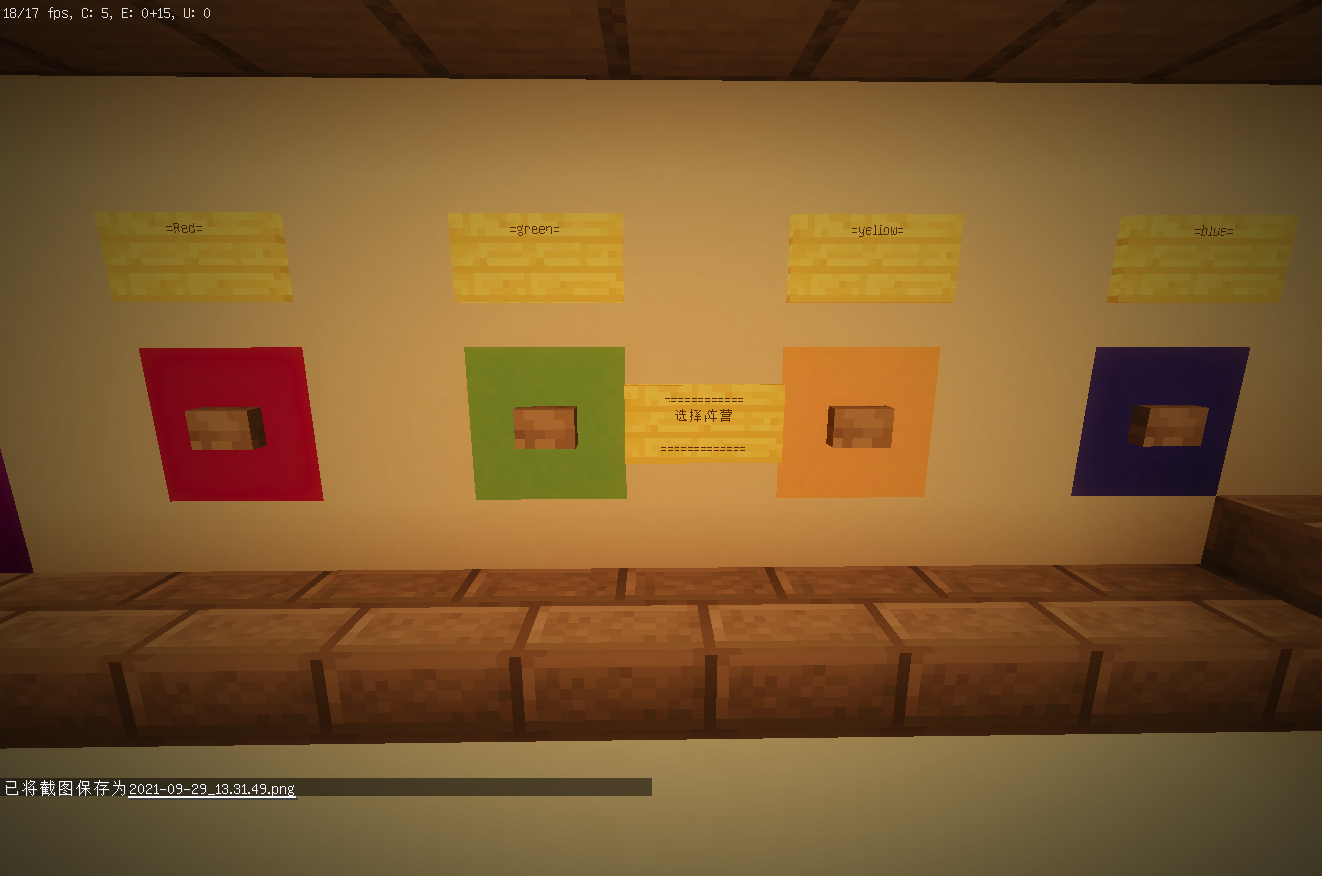 18/17 fps, C: 5, E: 0+15, U: 0
=Red=
=green=
=yellow=
=blue=
============
选择阵营
=============
已将截图保存为2021-09-29_13.31.49.png